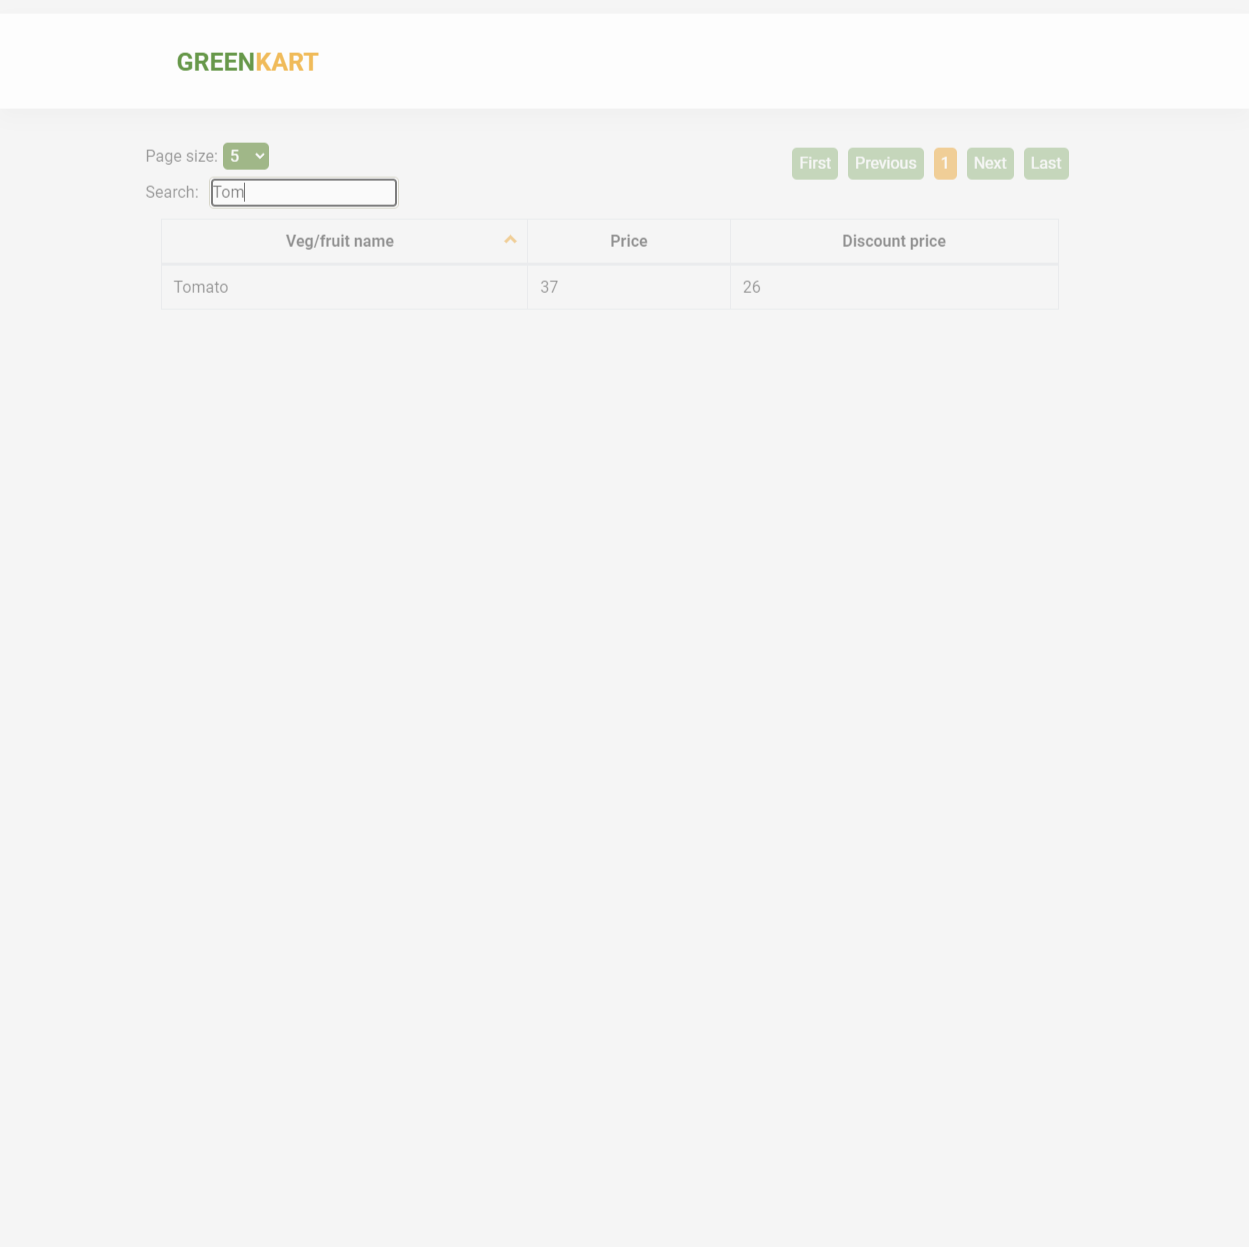 GREENKART
Page size: 5
First Previous 1 Next Last
Search: Tom
Veg/fruit name Price Discount price
Tomato 37 26